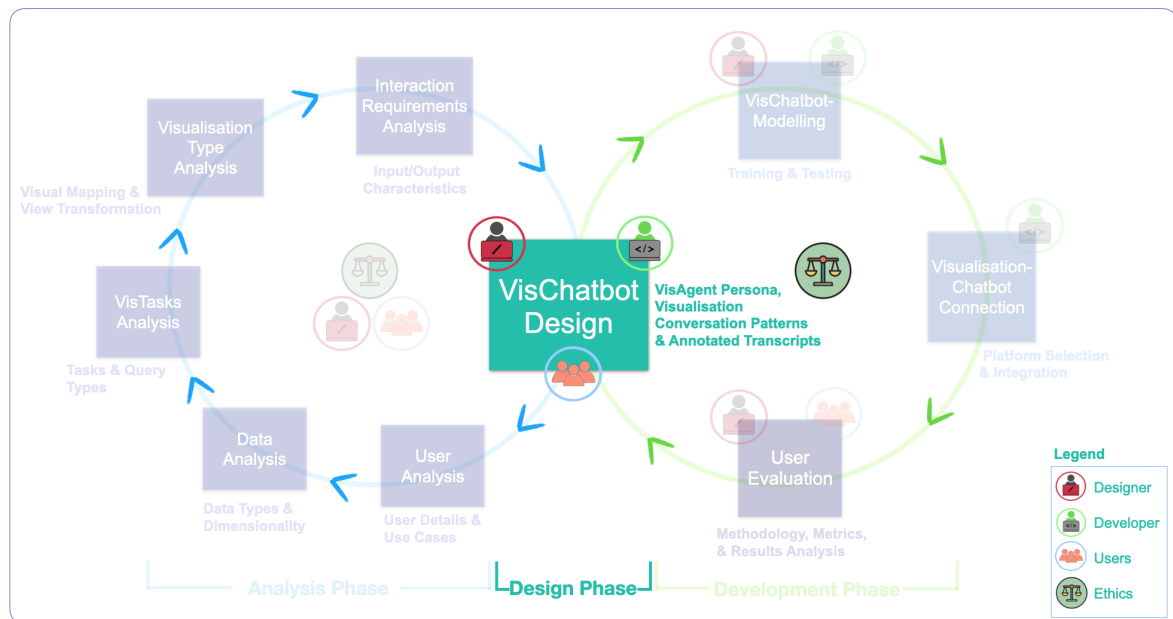 Interaction
Requirements
Analysis
Input/Output
Characteristics
Visualisation
Type
Analysis
Visual Mapping &
View Transformation
VisTasks
Analysis
Tasks & Query
Types
Data
Analysis
Data Types &
Dimensionality
User
Analysis
User Details &
Use Cases
VisChatbot
Design
VisAgent Persona,
Visualisation
Conversation Patterns
& Annotated Transcripts
VisChatbot-
Modelling
Training & Testing
Visualisation-
Chatbot
Connection
Platform Selection
& Integration
User
Evaluation
Methodology, Metrics,
& Results Analysis
Analysis Phase
Design Phase
Development Phase
Legend
Designer
Developer
Users
Ethics